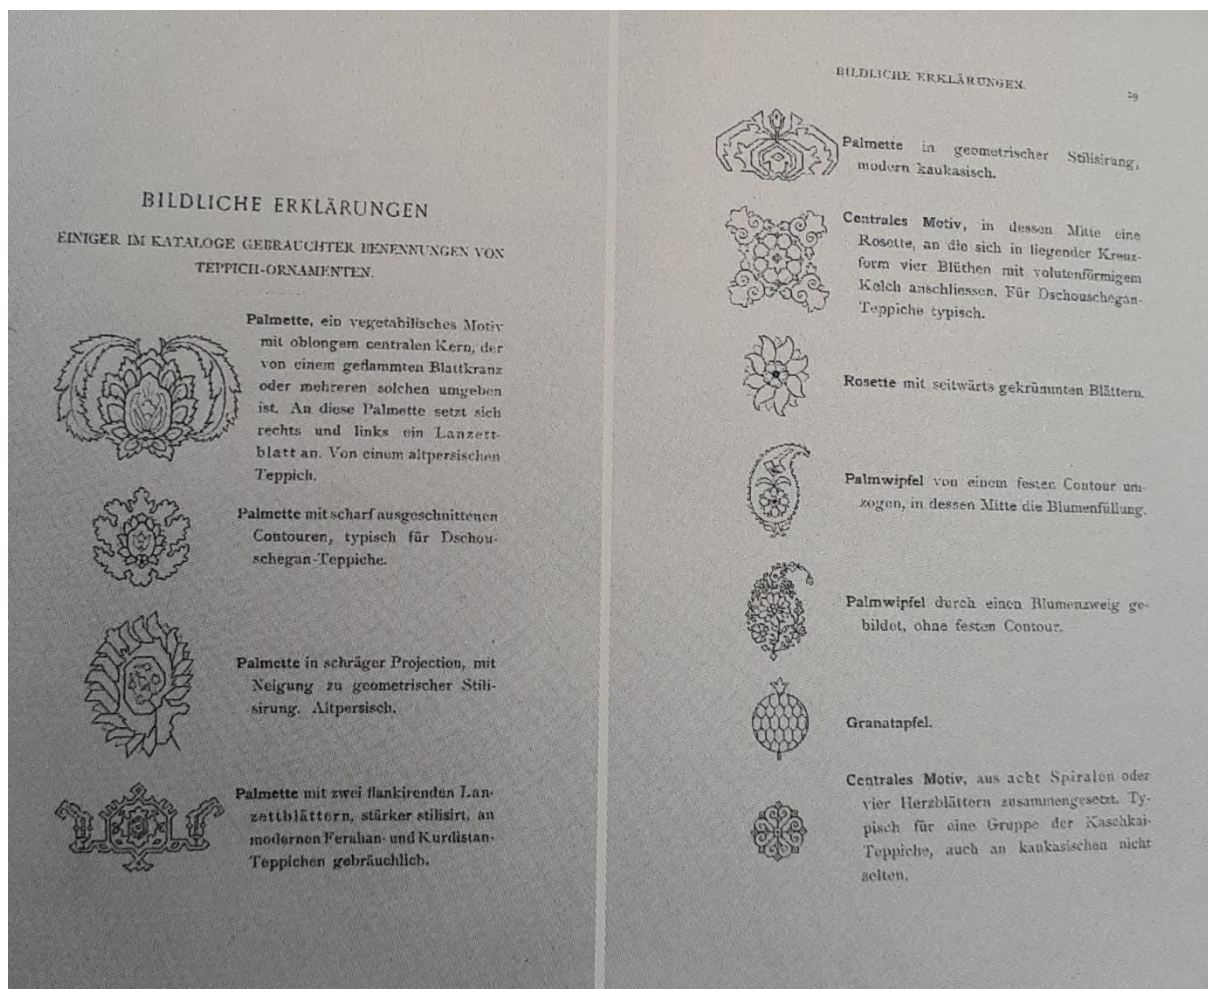 BILDLICHE ERKLÄRUNGEN
EINIGER IM KATALOGE GEBRAUCHTER BENENNUNGEN VON
TEPPICH-ORNAMENTEN.
Palmette, ein vegetabilisches Motiv
mit oblongem centralen Kern, der
von einem geflammten Blattkranz
oder mehreren solchen umgeben
ist. An diese Palmette setzt sich
rechts und links ein Lanzett-
blatt an. Von einem altpersischen
Teppich.
Palmette mit scharf ausgeschnittenen
Contouren, typisch für Dschou-
schegan-Teppiche.
Palmette in schräger Projection, mit
Neigung zu geometrischer Stili-
sirung. Altpersisch.
Palmette mit zwei flankirenden Lan-
zettblättern, stärker stilisirt, an
modernen Ferahan- und Kurdistan-
Teppichen gebräuchlich.
BILDLICHE ERKLÄRUNGEN.
29
Palmette in geometrischer Stilisirung,
modern kaukasisch.
Centrales Motiv, in dessen Mitte eine
Rosette, an die sich in liegender Kreuz-
form vier Blüthen mit volutenförmigem
Kelch anschliessen. Für Dschouschegan-
Teppiche typisch.
Rosette mit seitwärts gekrümmten Blättern.
Palmwipfel von einem festen Contour um-
zogen, in dessen Mitte die Blumenfüllung.
Palmwipfel durch einen Blumenzweig ge-
bildet, ohne festen Contour.
Granatapfel.
Centrales Motiv, aus acht Spiralen oder
vier Herzblättern zusammengesetzt. Ty-
pisch für eine Gruppe der Kaschkai-
Teppiche, auch an kaukasischen nicht
selten.